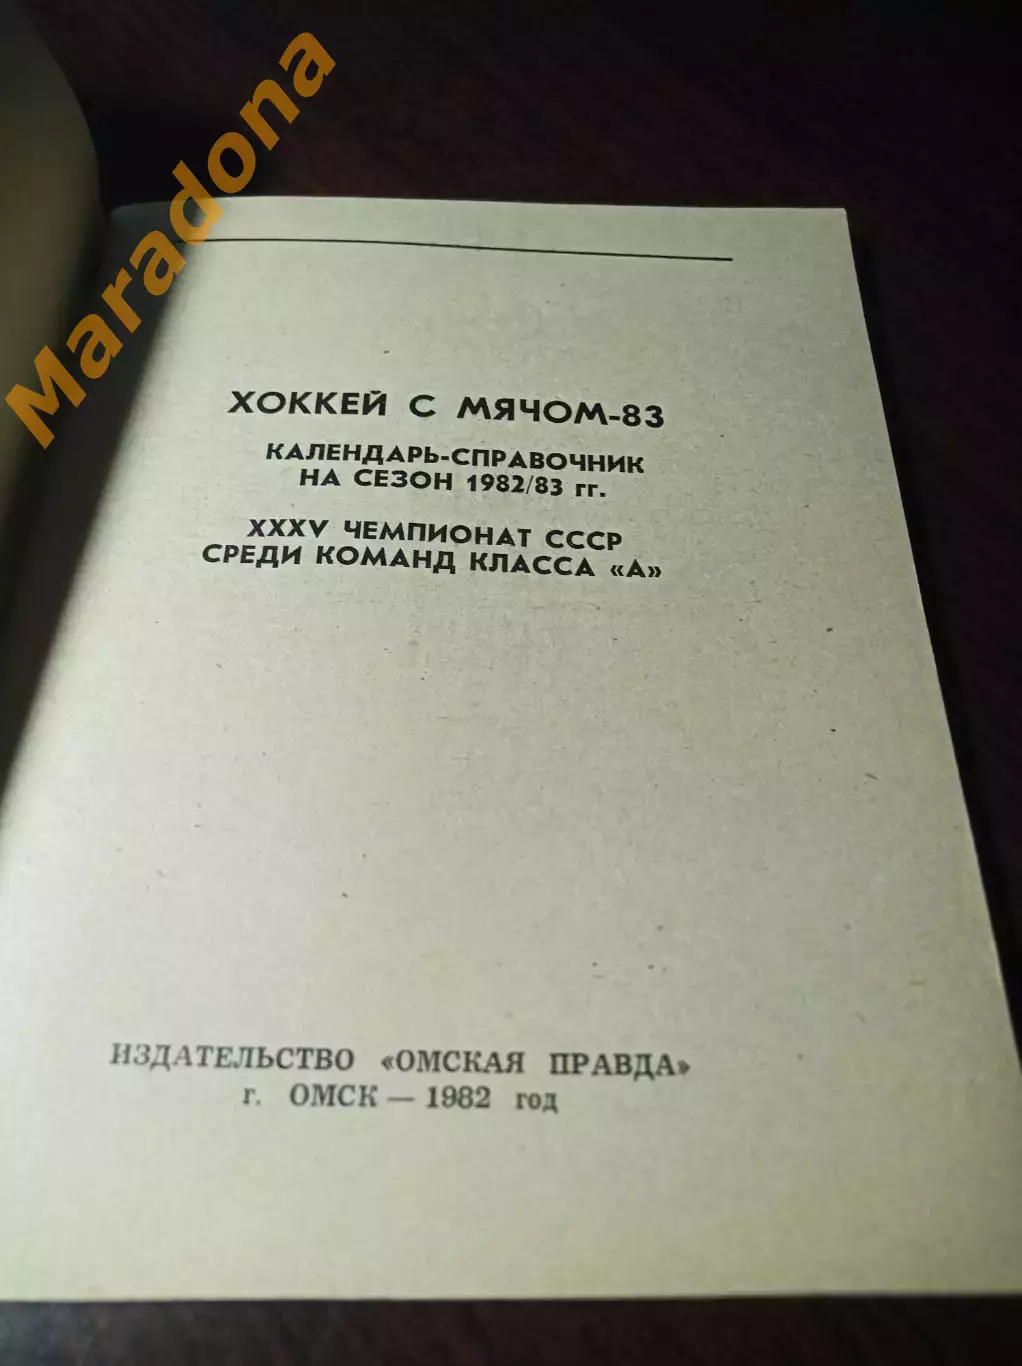 Maradona
ХОККЕЙ С МЯЧОМ-83
КАЛЕНДАРЬ-СПРАВОЧНИК
НА СЕЗОН 1982/83 гг.
XXXV ЧЕМПИОНАТ СССР
СРЕДИ КОМАНД КЛАССА «А»
ИЗДАТЕЛЬСТВО «ОМСКАЯ ПРАВДА»
г. ОМСК — 1982 год